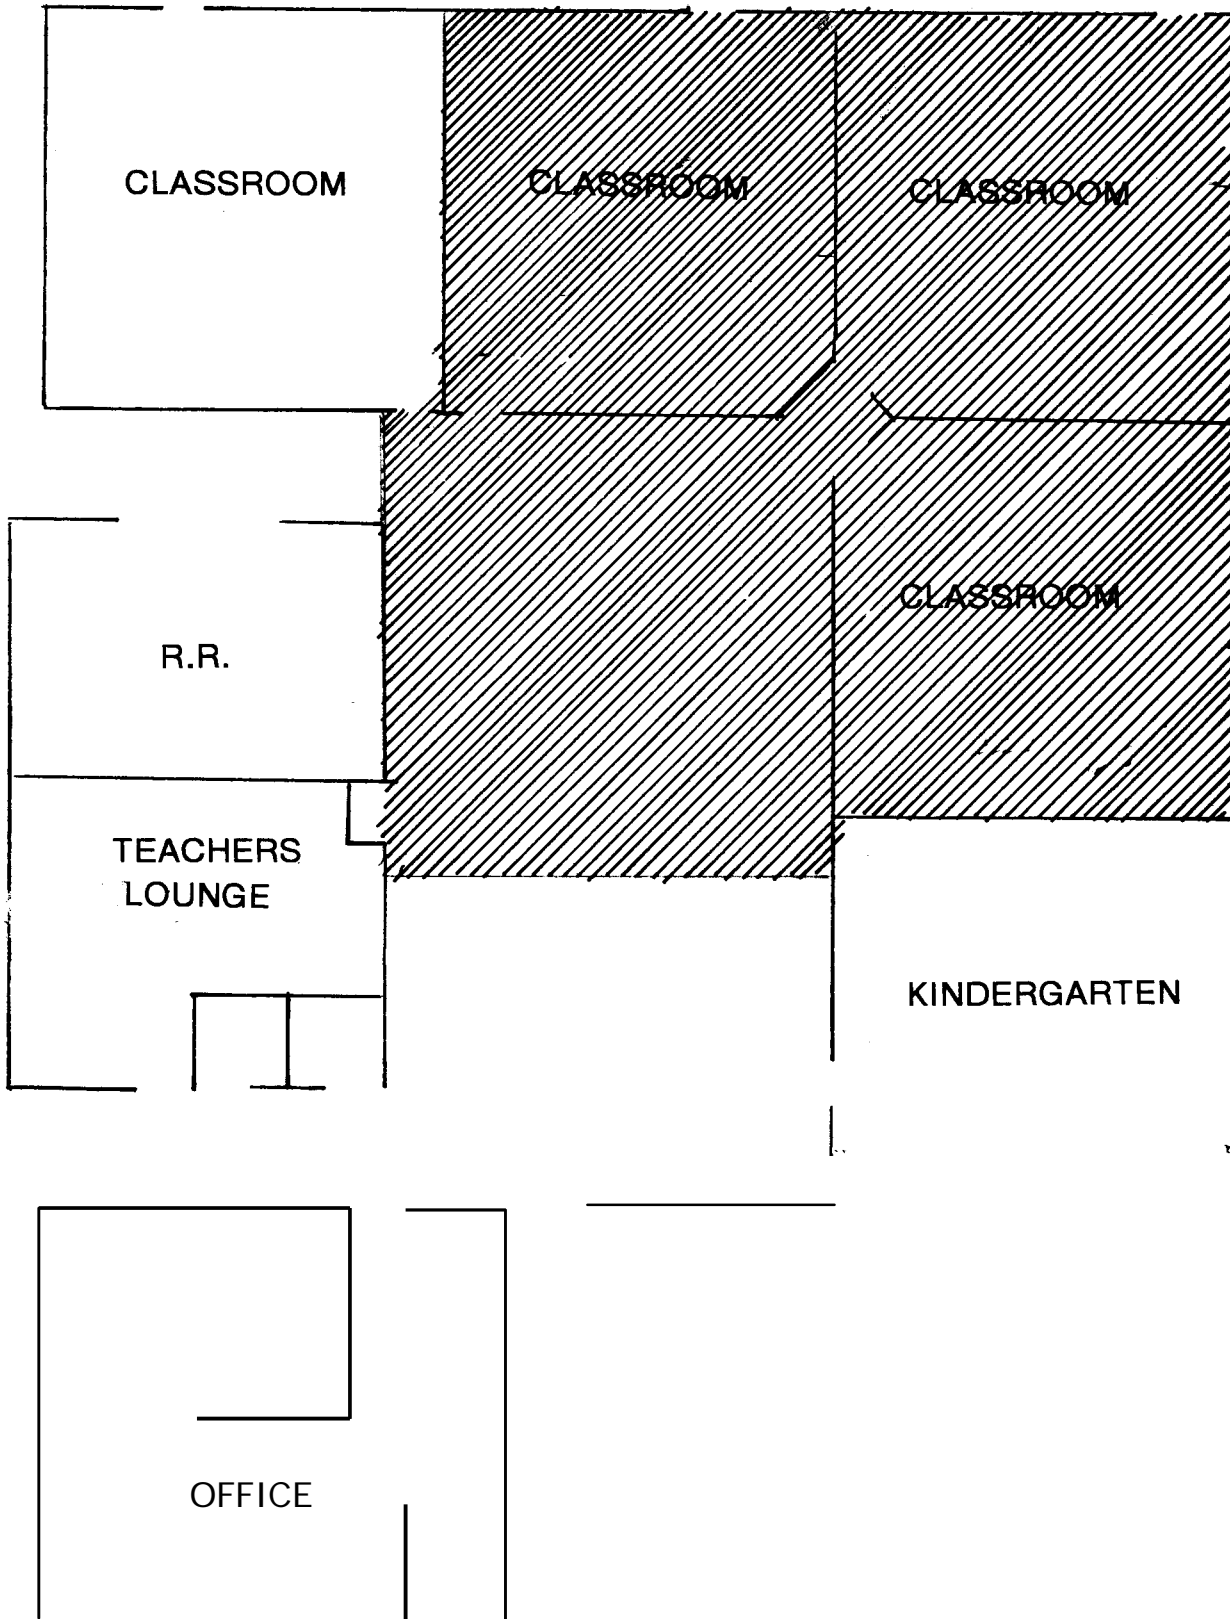 CLASSROOM
CLASSROOM
CLASSROOM
CLASSROOM
R.R.
TEACHERS
LOUNGE
KINDERGARTEN
OFFICE